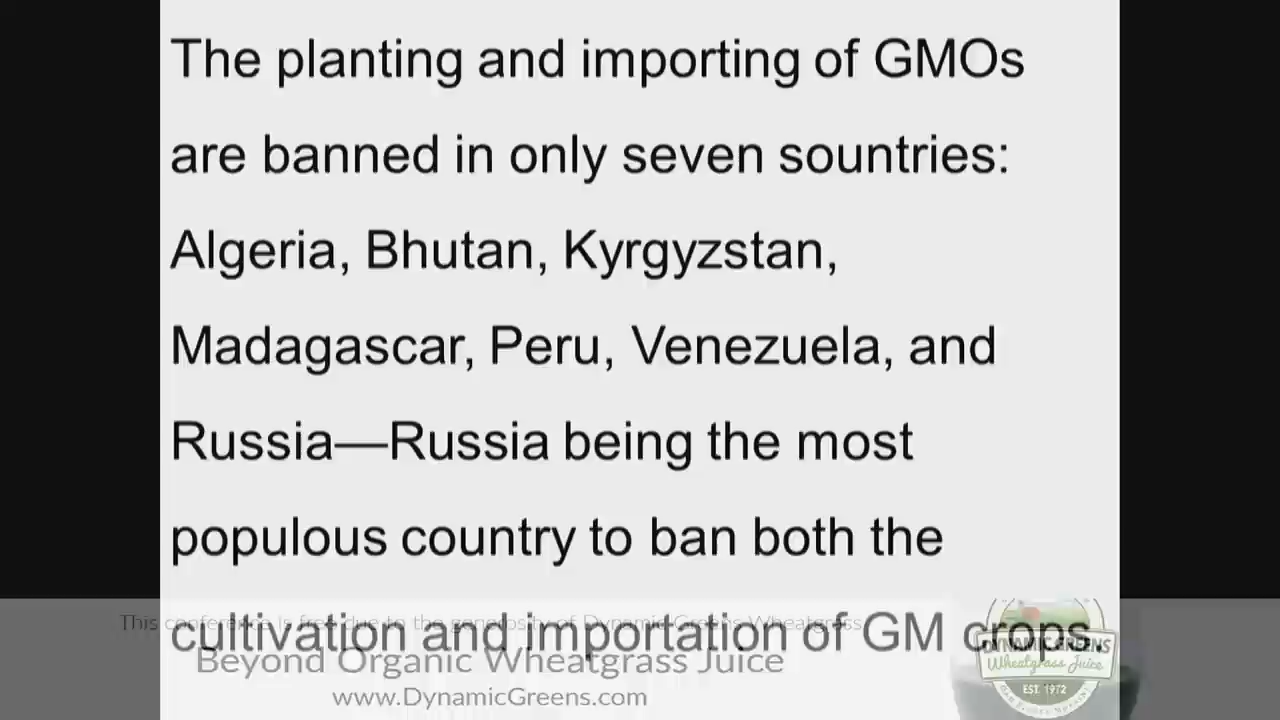 The planting and importing of GMOs
are banned in only seven sountries:
Algeria, Bhutan, Kyrgyzstan,
Madagascar, Peru, Venezuela, and
Russia—Russia being the most
populous country to ban both the
cultivation and importation of GM crops
This conference is free due to the generosity of Dynamic Greens Wheatgrass
Beyond Organic Wheatgrass Juice
www.DynamicGreens.com
DYNAMIC GREENS
Wheatgrass Juice
EST. 1972